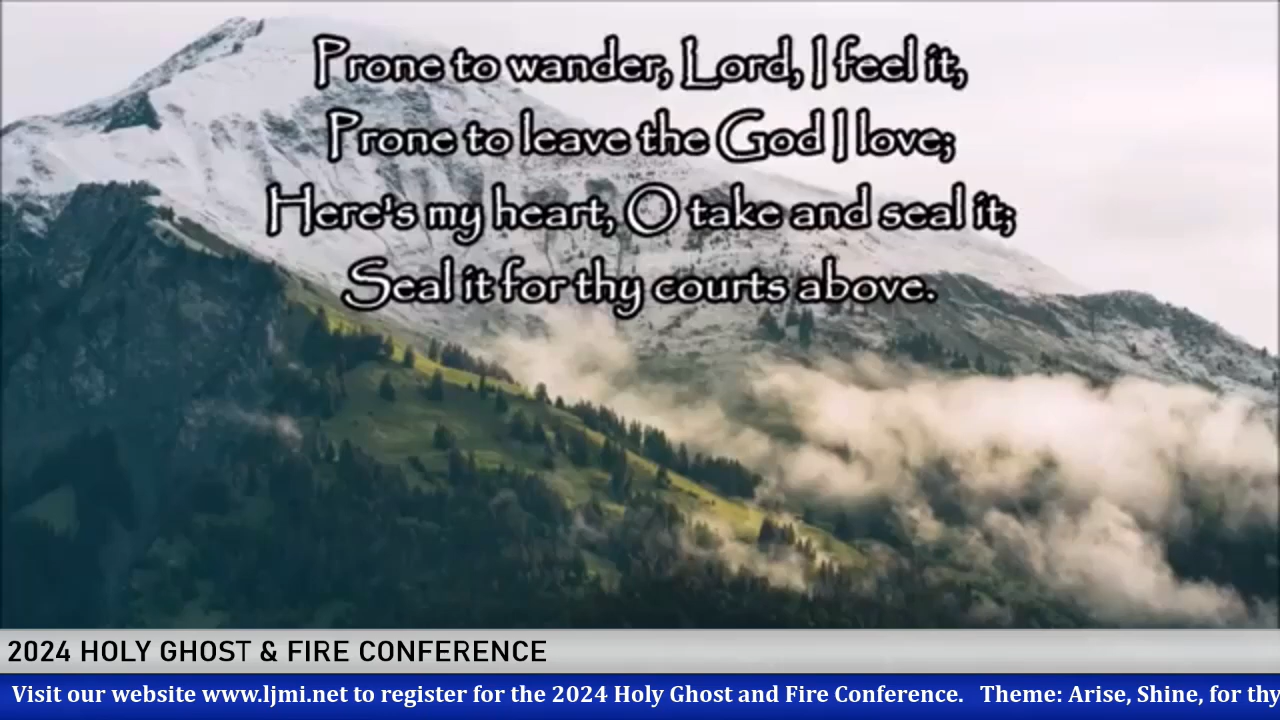 Prone to wander, Lord, I feel it,
Prone to leave the God I love;
Here's my heart, O take and seal it;
Seal it for thy courts above.
2024 HOLY GHOST & FIRE CONFERENCE
Visit our website www.ljmi.net to register for the 2024 Holy Ghost and Fire Conference. Theme: Arise, Shine, for thy